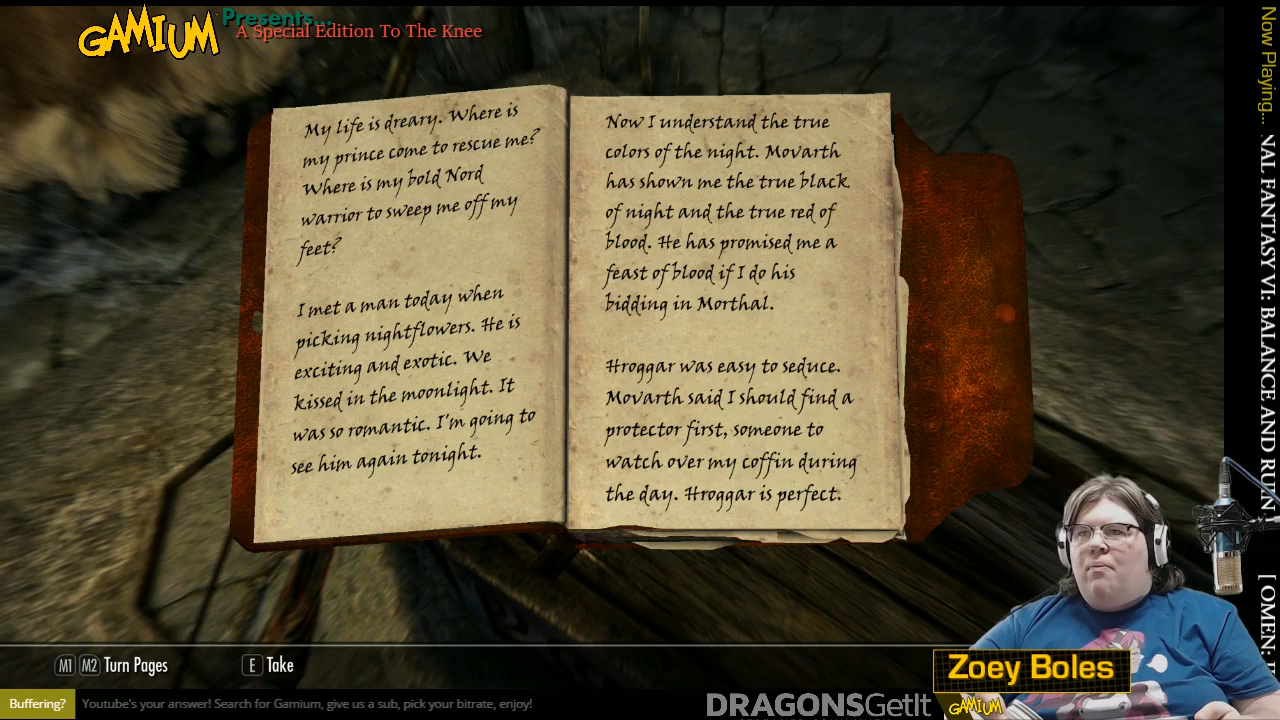 GAMIUM
Presents...
A Special Edition To The Knee
My life is dreary. Where is
my prince come to rescue me?
Where is my bold Nord
warrior to sweep me off my
feet?
I met a man today when
picking nightflowers. He is
exciting and exotic. We
kissed in the moonlight. It
was so romantic. I'm going to
see him again tonight.
Now I understand the true
colors of the night. Movarth
has shown me the true black
of night and the true red of
blood. He has promised me a
feast of blood if I do his
bidding in Morthal.
Hroggar was easy to seduce.
Movarth said I should find a
protector first, someone to
watch over my coffin during
the day. Hroggar is perfect.
Now Playing...
NAL FANTASY VI: BALANCE AND RUIN
[ OMEN:
M1 M2 Turn Pages
E Take
Zoey Boles
Buffering?
Youtube's your answer! Search for Gamium, give us a sub, pick your bitrate, enjoy!
DRAGONSGetIt
GAMIUM